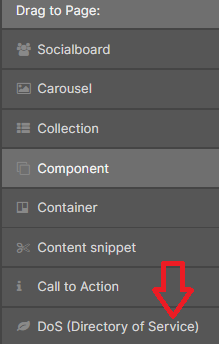 Drag to Page:
Socialboard
Carousel
Collection
Component
Container
Content snippet
Call to Action
DoS (Directory of Service)